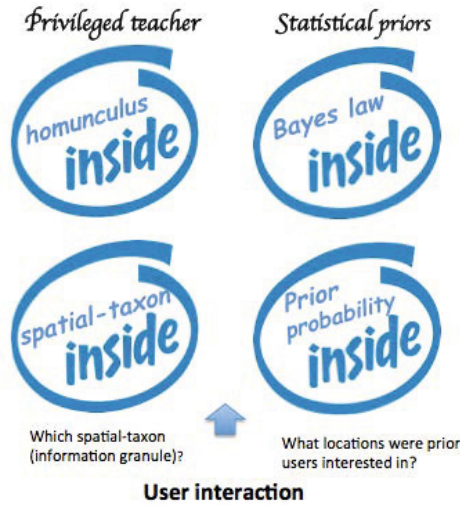 Privileged teacher
Statistical priors
homunculus
inside
Bayes law
inside
spatial-taxon
inside
Prior
probability
inside
Which spatial-taxon
(information granule)?
What locations were prior
users interested in?
User interaction